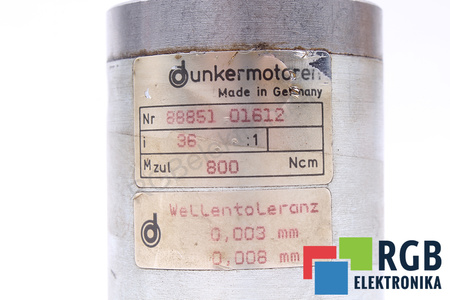 dunkermotoren
Made in Germany
Nr 88851 01612
i 36 :1
Mzul 800 Ncm
d
Wellentoleranz
0,003 mm
0,008 mm
RGB
ELEKTRONIKA